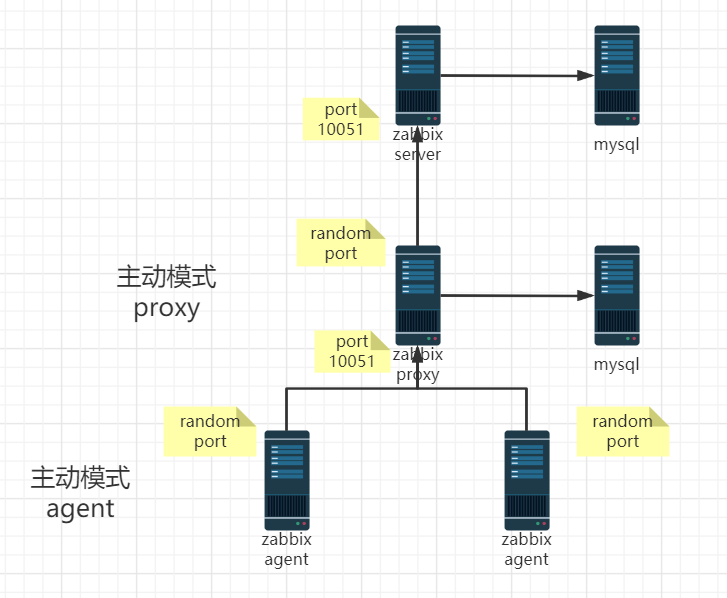 port
10051
zabbix
server
mysql
random
port
主动模式
proxy
port
10051
zabbix
proxy
mysql
random
port
random
port
主动模式
agent
zabbix
agent
zabbix
agent